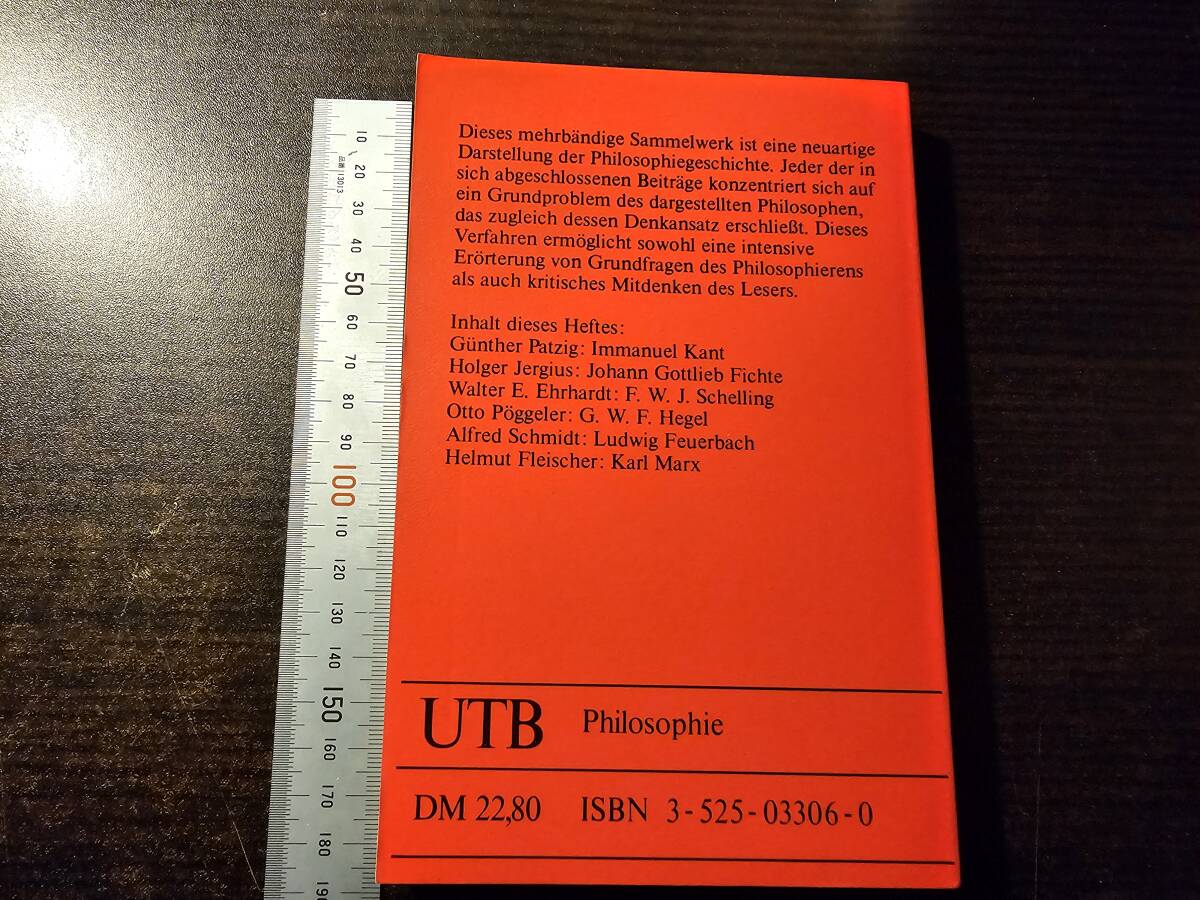 Dieses mehrbändige Sammelwerk ist eine neuartige
Darstellung der Philosophiegeschichte. Jeder der in
sich abgeschlossenen Beiträge konzentriert sich auf
ein Grundproblem des dargestellten Philosophen,
das zugleich dessen Denkansatz erschließt. Dieses
Verfahren ermöglicht sowohl eine intensive
Erörterung von Grundfragen des Philosophierens
als auch kritisches Mitdenken des Lesers.
Inhalt dieses Heftes:
Günther Patzig: Immanuel Kant
Holger Jergius: Johann Gottlieb Fichte
Walter E. Ehrhardt: F. W. J. Schelling
Otto Pöggeler: G. W. F. Hegel
Alfred Schmidt: Ludwig Feuerbach
Helmut Fleischer: Karl Marx
UTB Philosophie
DM 22,80 ISBN 3-525-03306-0
10
20
30
40
50
60
70
80
90
100
110
120
130
140
150
160
170
180
190
品番 13013